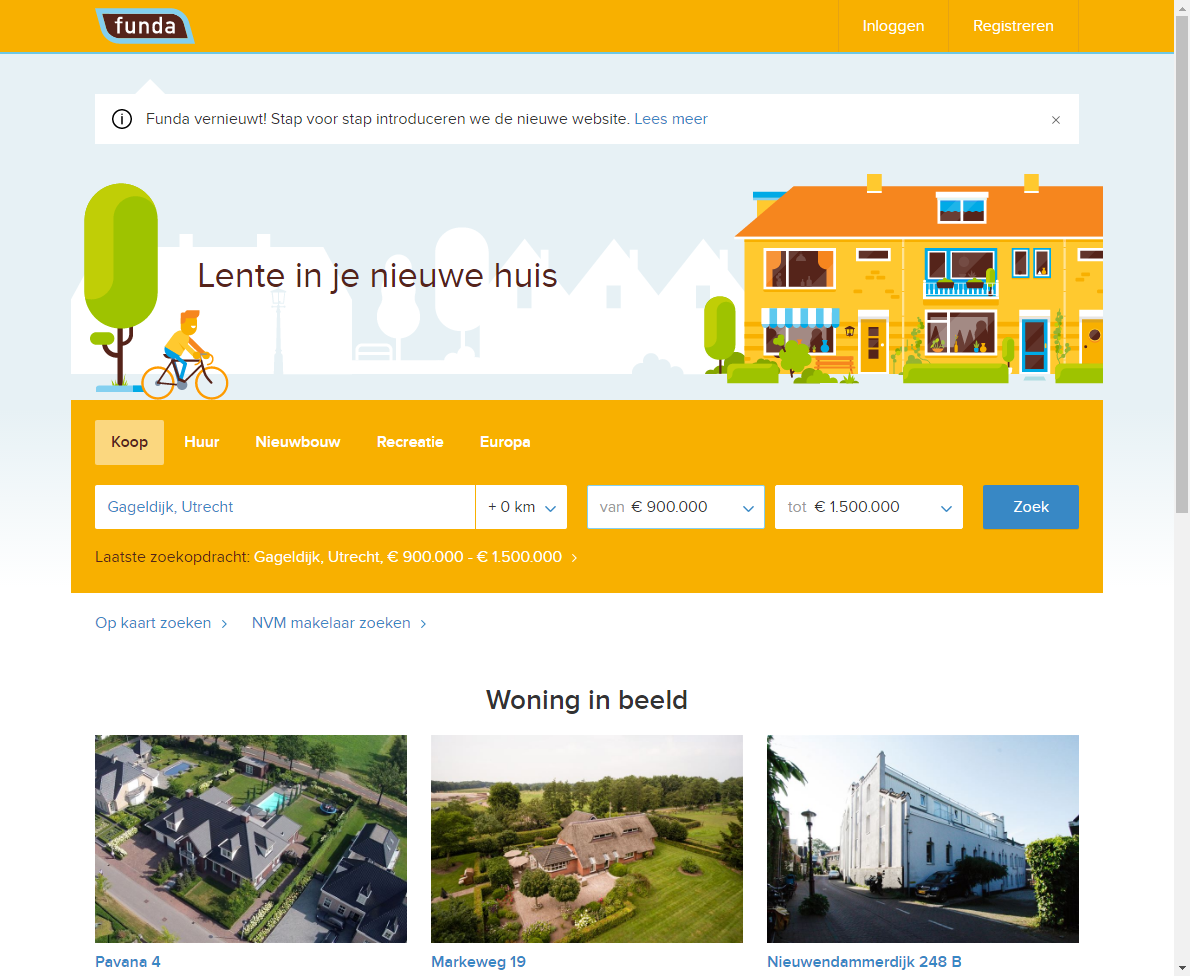 funda
Inloggen
Registreren
Funda vernieuwt! Stap voor stap introduceren we de nieuwe website. Lees meer
Lente in je nieuwe huis
Koop
Huur
Nieuwbouw
Recreatie
Europa
Gageldijk, Utrecht
+ 0 km
van € 900.000
tot € 1.500.000
Zoek
Laatste zoekopdracht: Gageldijk, Utrecht, € 900.000 - € 1.500.000
Op kaart zoeken
NVM makelaar zoeken
Woning in beeld
Pavana 4
Markeweg 19
Nieuwendammerdijk 248 B